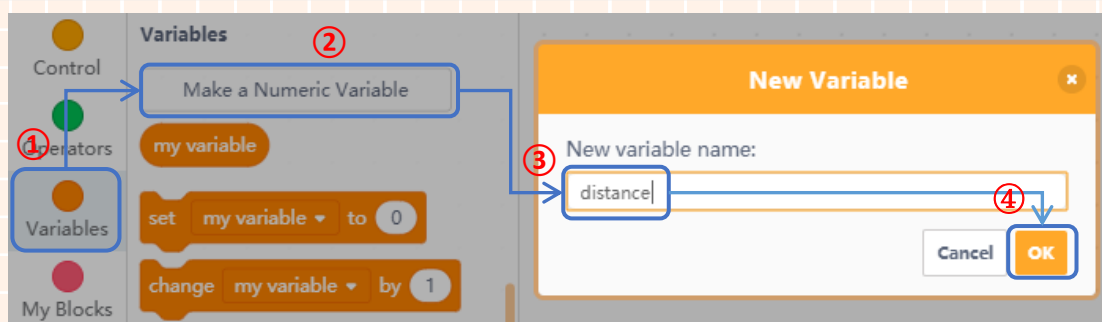 Control
①
Operators
Variables
My Blocks
Variables
②
Make a Numeric Variable
my variable
set my variable to 0
change my variable by 1
New Variable
New variable name:
③
distance
④
Cancel OK